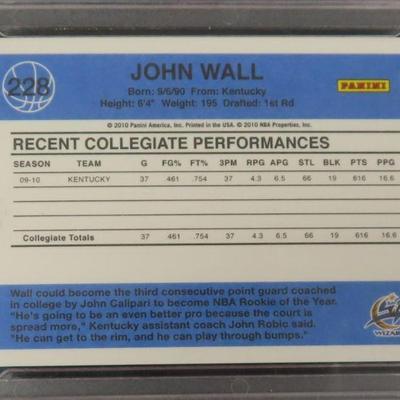 228
JOHN WALL
Born: 9/6/90 From: Kentucky
Height: 6'4" Weight: 195 Drafted: 1st Rd
PANINI
© 2010 Panini America, Inc. Printed in the USA. © 2010 NBA Properties, Inc.
RECENT COLLEGIATE PERFORMANCES
SEASON TEAM G FG% FT% 3PM RPG APG STL BLK PTS PPG
09-10 KENTUCKY 37 .461 .754 37 4.3 6.5 66 19 616 16.6
Collegiate Totals 37 .461 .754 37 4.3 6.5 66 19 616 16.6
Wall could become the third consecutive point guard coached
in college by John Calipari to become NBA Rookie of the Year.
"He's going to be an even better pro because the court is
spread more," Kentucky assistant coach John Robic said.
"He can get to the rim, and he can play through bumps."
WIZARDS